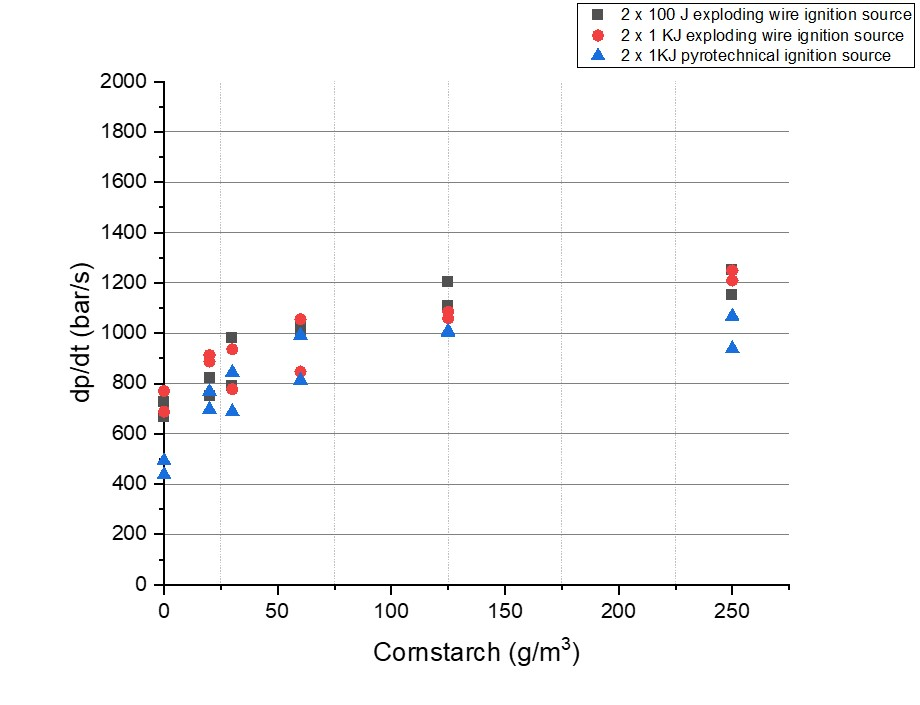 2 x 100 J exploding wire ignition source
2 x 1 KJ exploding wire ignition source
2 x 1KJ pyrotechnical ignition source
2000
1800
1600
1400
1200
1000
800
600
400
200
0
dp/dt (bar/s)
0 50 100 150 200 250
Cornstarch (g/m³)